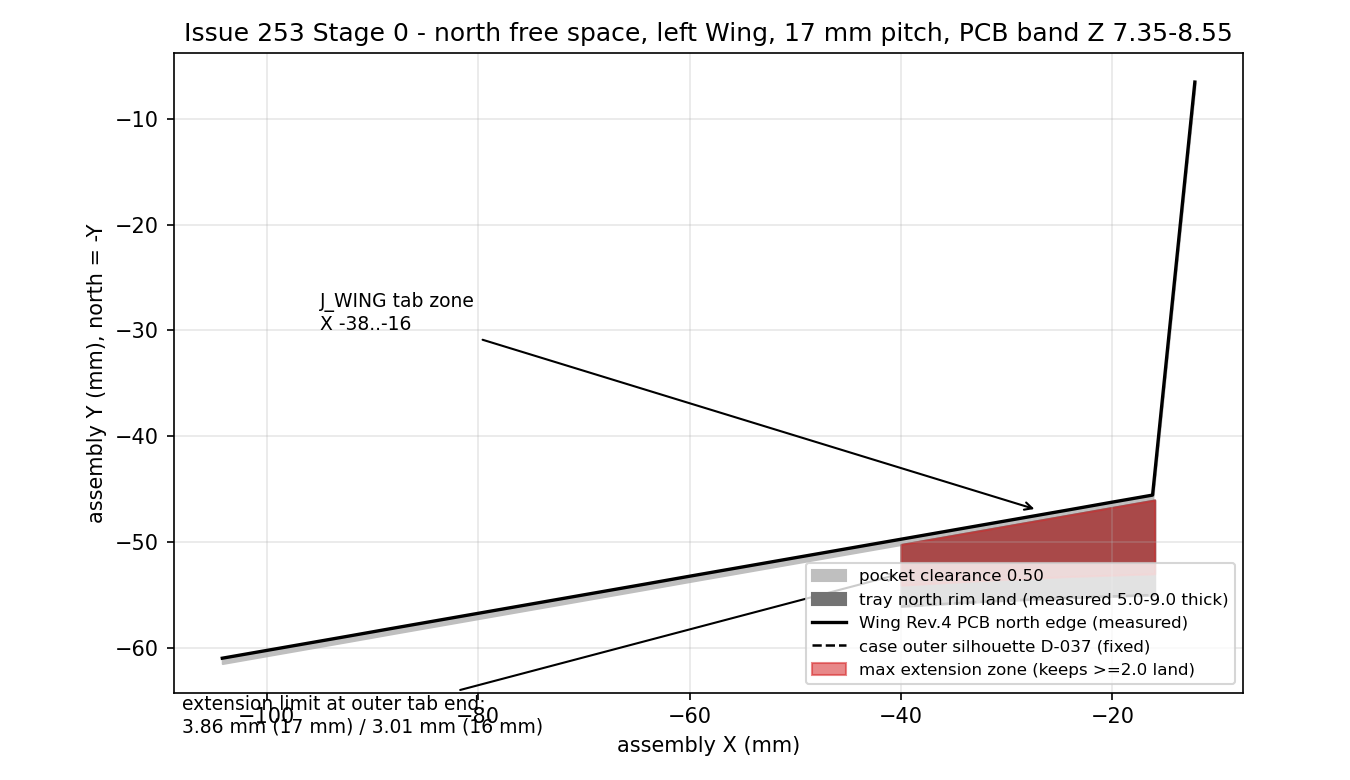 Issue 253 Stage 0 - north free space, left Wing, 17 mm pitch, PCB band Z 7.35-8.55
assembly Y (mm), north = -Y
−10
−20
−30
−40
−50
−60
J_WING tab zone
X -38..-16
pocket clearance 0.50
tray north rim land (measured 5.0-9.0 thick)
Wing Rev.4 PCB north edge (measured)
case outer silhouette D-037 (fixed)
max extension zone (keeps >=2.0 land)
extension limit at outer tab end:
3.86 mm (17 mm) / 3.01 mm (16 mm)
−100
−80
−60
−40
−20
assembly X (mm)